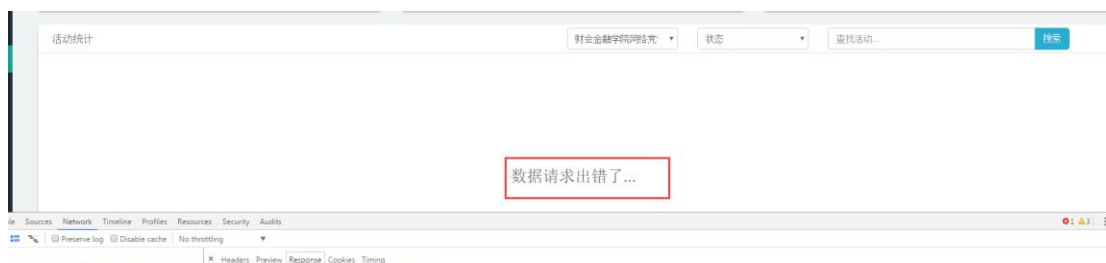 活动统计 财会金融学院网络党 状态 查找活动... 搜索
数据请求出错了...
Sources Network Timeline Profiles Resources Security Audits 1 3
Preserve log Disable cache No throttling
× Headers Preview Response Cookies Timing